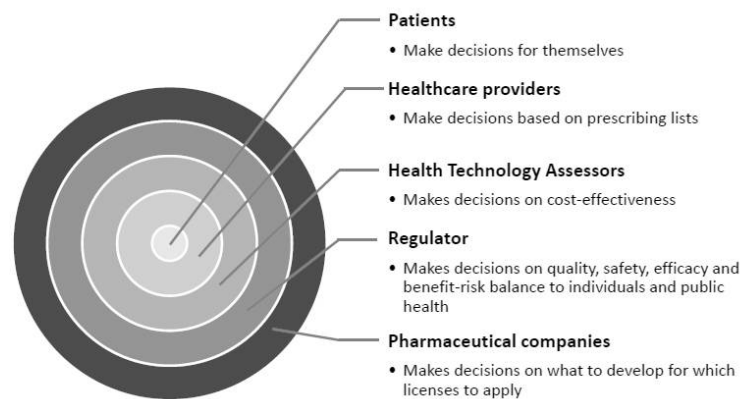 Patients
• Make decisions for themselves
Healthcare providers
• Make decisions based on prescribing lists
Health Technology Assessors
• Makes decisions on cost-effectiveness
Regulator
• Makes decisions on quality, safety, efficacy and
benefit-risk balance to individuals and public
health
Pharmaceutical companies
• Makes decisions on what to develop for which
licenses to apply